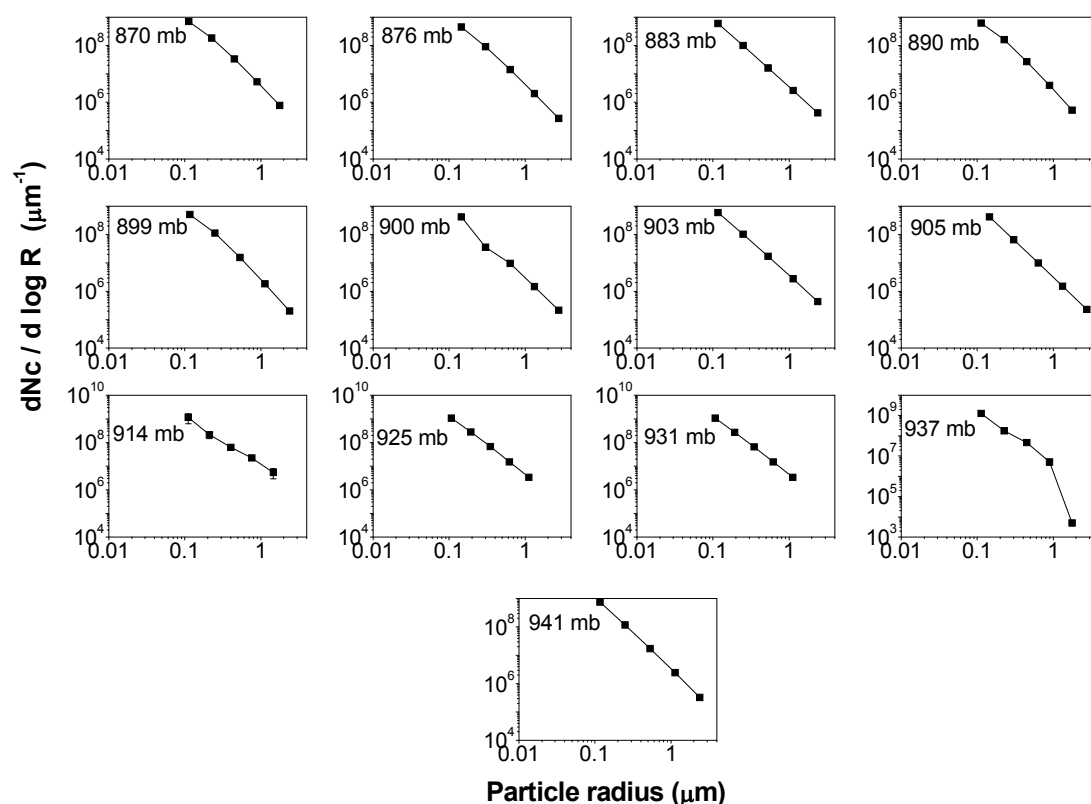 dNc / d log R (μm⁻¹)
870 mb
10⁸
10⁶
10⁴
0.01 0.1 1
876 mb
10⁸
10⁶
10⁴
0.01 0.1 1
883 mb
10⁸
10⁶
10⁴
0.01 0.1 1
890 mb
10⁸
10⁶
10⁴
0.01 0.1 1
899 mb
10⁸
10⁶
10⁴
0.01 0.1 1
900 mb
10⁸
10⁶
10⁴
0.01 0.1 1
903 mb
10⁸
10⁶
10⁴
0.01 0.1 1
905 mb
10⁸
10⁶
10⁴
0.01 0.1 1
10¹⁰
914 mb
10⁸
10⁶
10⁴
0.01 0.1 1
10¹⁰
925 mb
10⁸
10⁶
10⁴
0.01 0.1 1
10¹⁰
931 mb
10⁸
10⁶
10⁴
0.01 0.1 1
10⁹
937 mb
10⁷
10⁵
10³
0.01 0.1 1
941 mb
10⁸
10⁶
10⁴
0.01 0.1 1
Particle radius (μm)